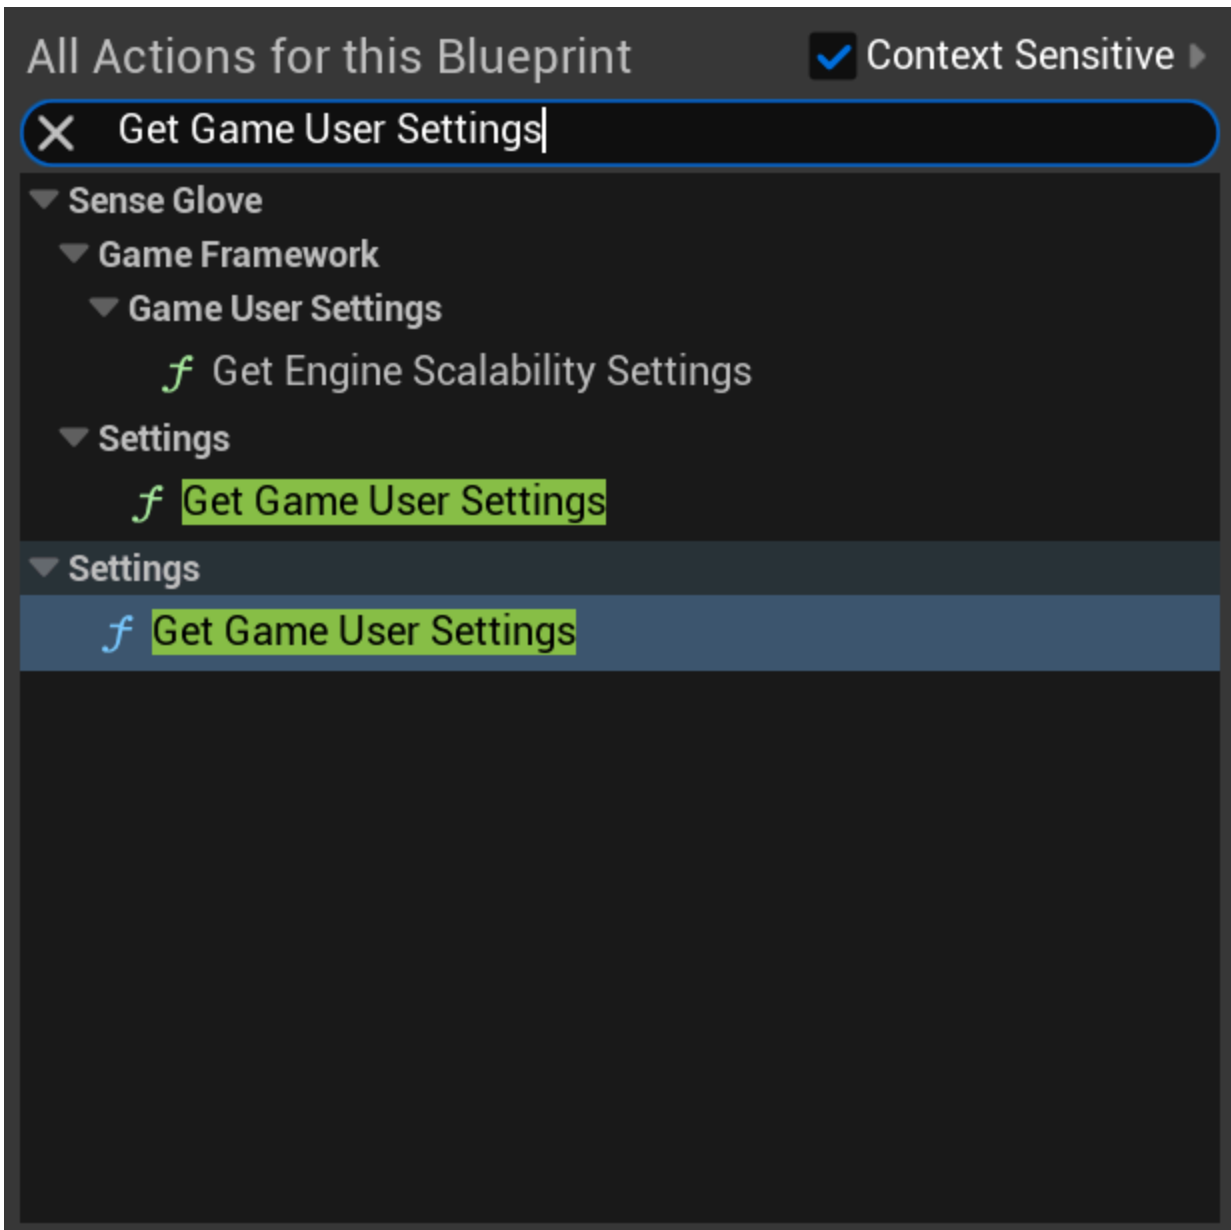 All Actions for this Blueprint Context Sensitive
Get Game User Settings
Sense Glove
Game Framework
Game User Settings
Get Engine Scalability Settings
Settings
Get Game User Settings
Settings
Get Game User Settings